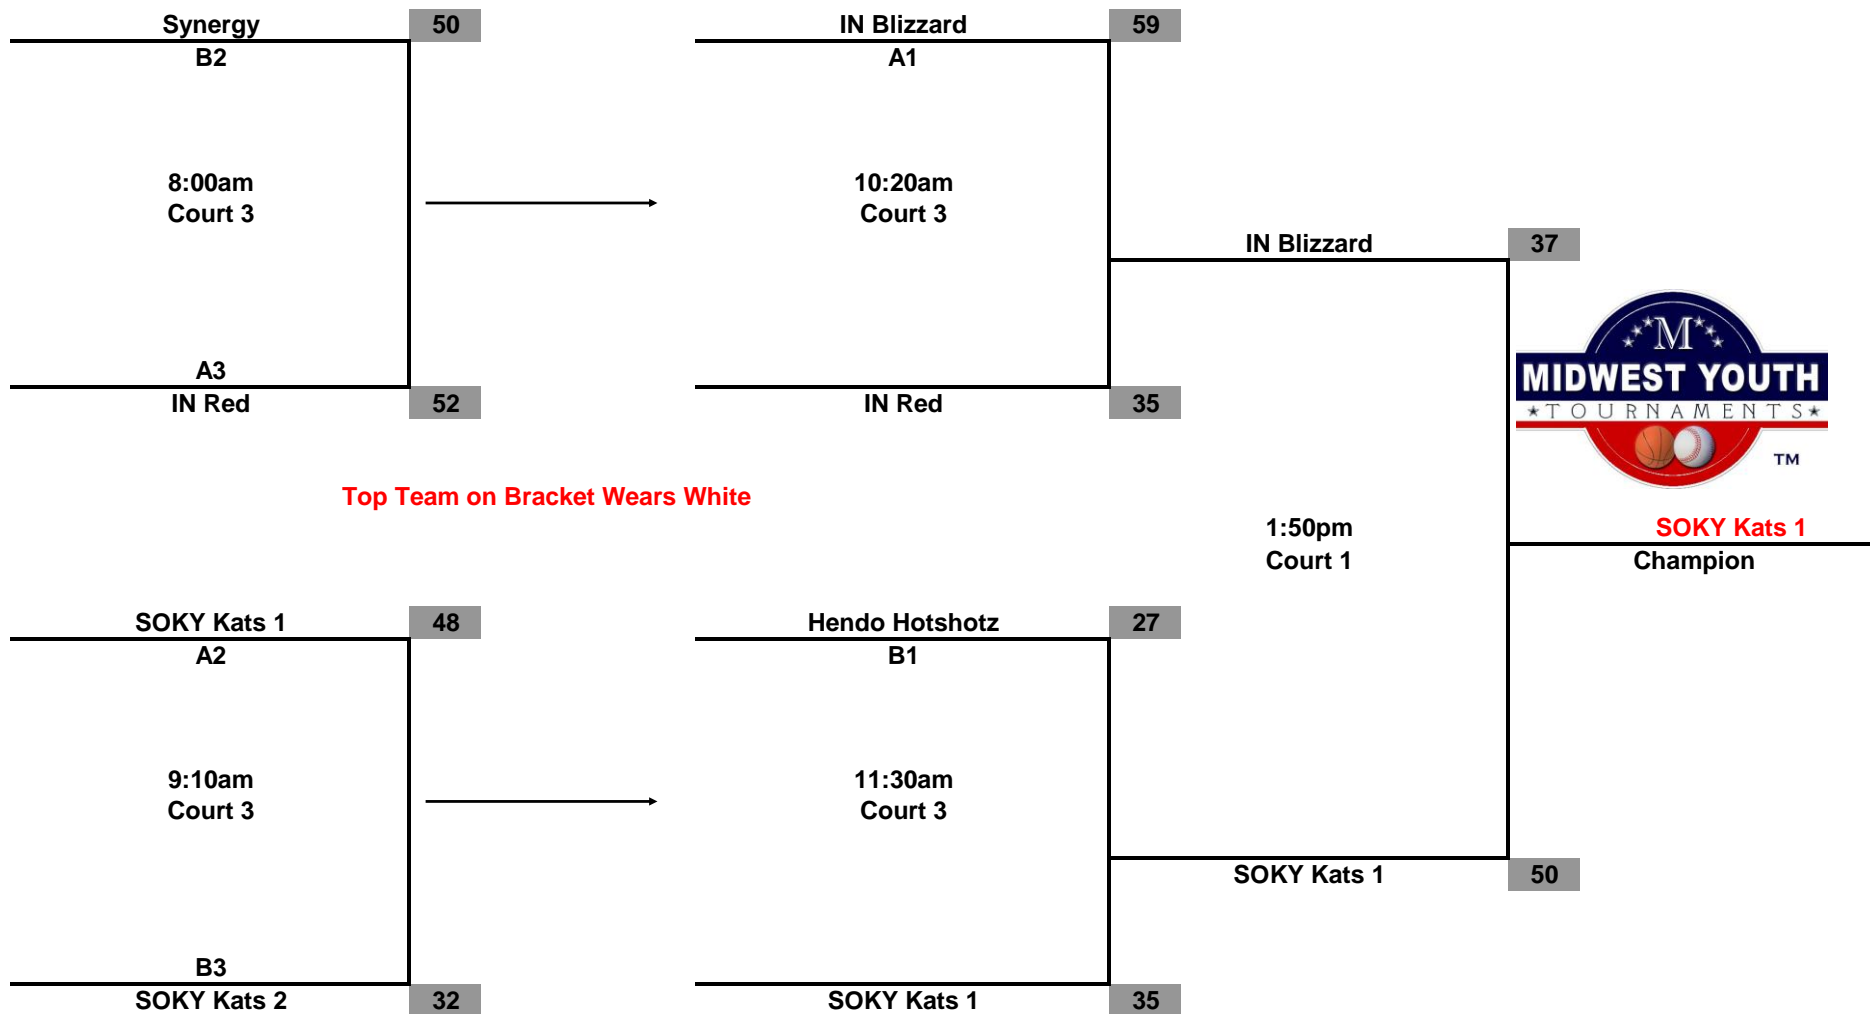 Synergy 50
B2
8:00am
Court 3
A3
IN Red 52
IN Blizzard 59
A1
10:20am
Court 3
IN Red 35
IN Blizzard 37
M
MIDWEST YOUTH
TOURNAMENTS
TM
Top Team on Bracket Wears White
1:50pm
Court 1
SOKY Kats 1
Champion
SOKY Kats 1 48
A2
9:10am
Court 3
B3
SOKY Kats 2 32
Hendo Hotshotz 27
B1
11:30am
Court 3
SOKY Kats 1 35
SOKY Kats 1 50